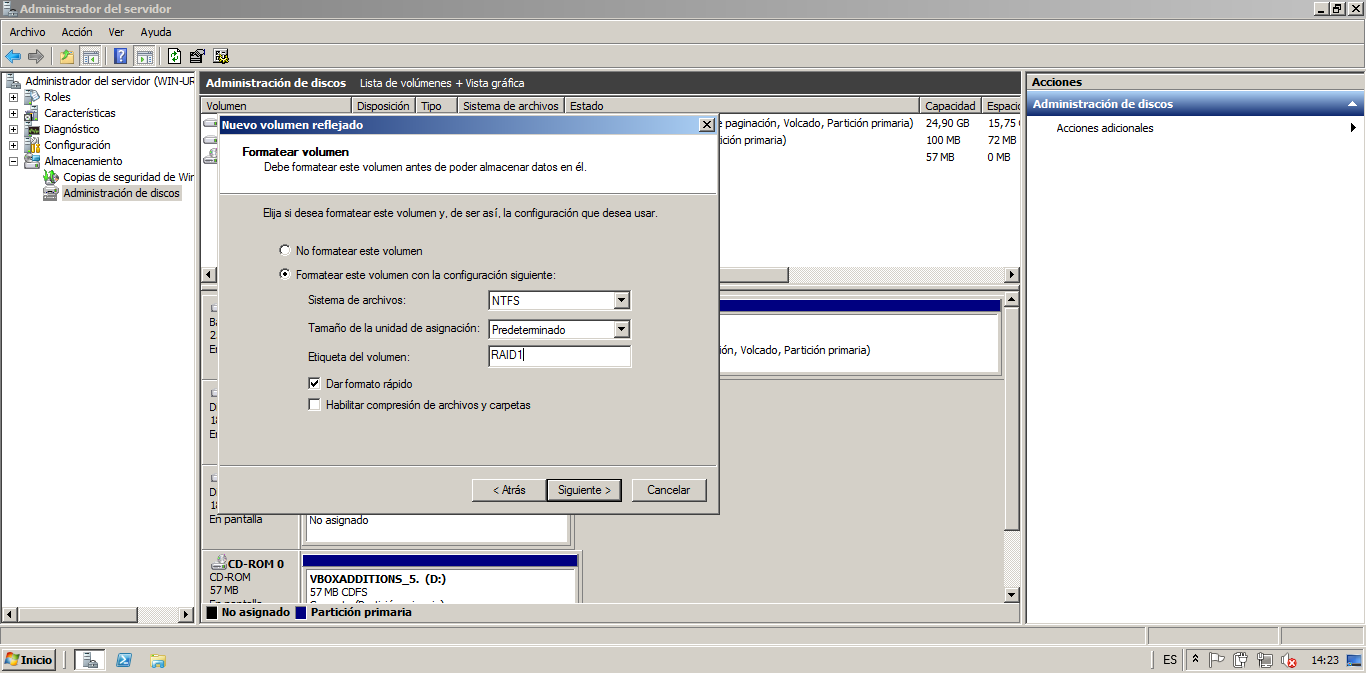 Administrador del servidor
Archivo Acción Ver Ayuda
Administrador del servidor (WIN-UR
Roles
Características
Diagnóstico
Configuración
Almacenamiento
Copias de seguridad de Wir
Administración de discos
Administración de discos Lista de volúmenes + Vista gráfica
Volumen Disposición Tipo Sistema de archivos Estado Capacidad Espacio
paginación, Volcado, Partición primaria) 24,90 GB 15,75
ición primaria) 100 MB 72 MB
57 MB 0 MB
Nuevo volumen reflejado
Formatear volumen
Debe formatear este volumen antes de poder almacenar datos en él.
Elija si desea formatear este volumen y, de ser así, la configuración que desea usar.
No formatear este volumen
Formatear este volumen con la configuración siguiente:
Sistema de archivos: NTFS
Tamaño de la unidad de asignación: Predeterminado
Etiqueta del volumen: RAID1
Dar formato rápido
Habilitar compresión de archivos y carpetas
< Atrás Siguiente > Cancelar
Ba
2
En
ión, Volcado, Partición primaria)
D
18
En
D
18
En pantalla
No asignado
CD-ROM 0
CD-ROM
57 MB
VBOXADDITIONS_5. (D:)
57 MB CDFS
No asignado Partición primaria
Acciones
Administración de discos
Acciones adicionales
Inicio
ES 14:23